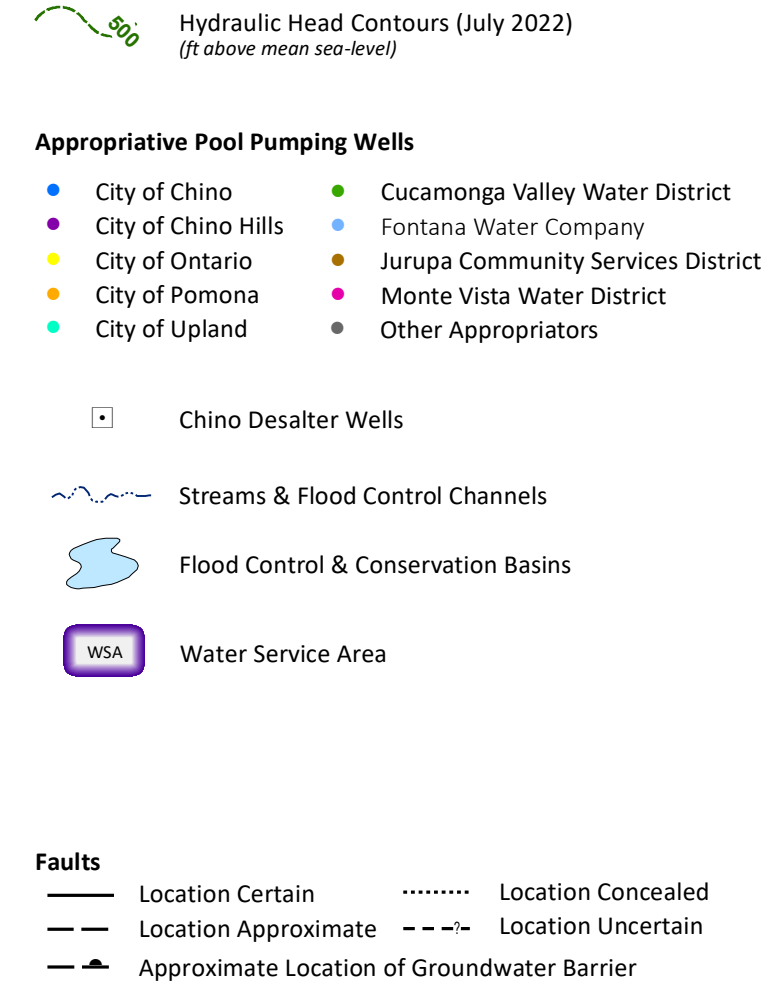 500
Hydraulic Head Contours (July 2022)
(ft above mean sea-level)
Appropriative Pool Pumping Wells
City of Chino
City of Chino Hills
City of Ontario
City of Pomona
City of Upland
Cucamonga Valley Water District
Fontana Water Company
Jurupa Community Services District
Monte Vista Water District
Other Appropriators
Chino Desalter Wells
Streams & Flood Control Channels
Flood Control & Conservation Basins
WSA
Water Service Area
Faults
Location Certain
Location Concealed
Location Approximate
?
Location Uncertain
Approximate Location of Groundwater Barrier